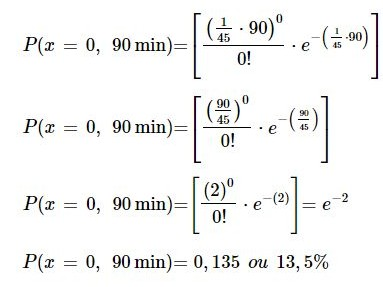 P(x = 0, 90 min)= [ (1/45 · 90)^0 / 0! · e^−(1/45 ·90) ]
P(x = 0, 90 min)= [ (90/45)^0 / 0! · e^−(90/45) ]
P(x = 0, 90 min)= [ (2)^0 / 0! · e^−(2) ] = e^−2
P(x = 0, 90 min)= 0, 135 ou 13, 5%